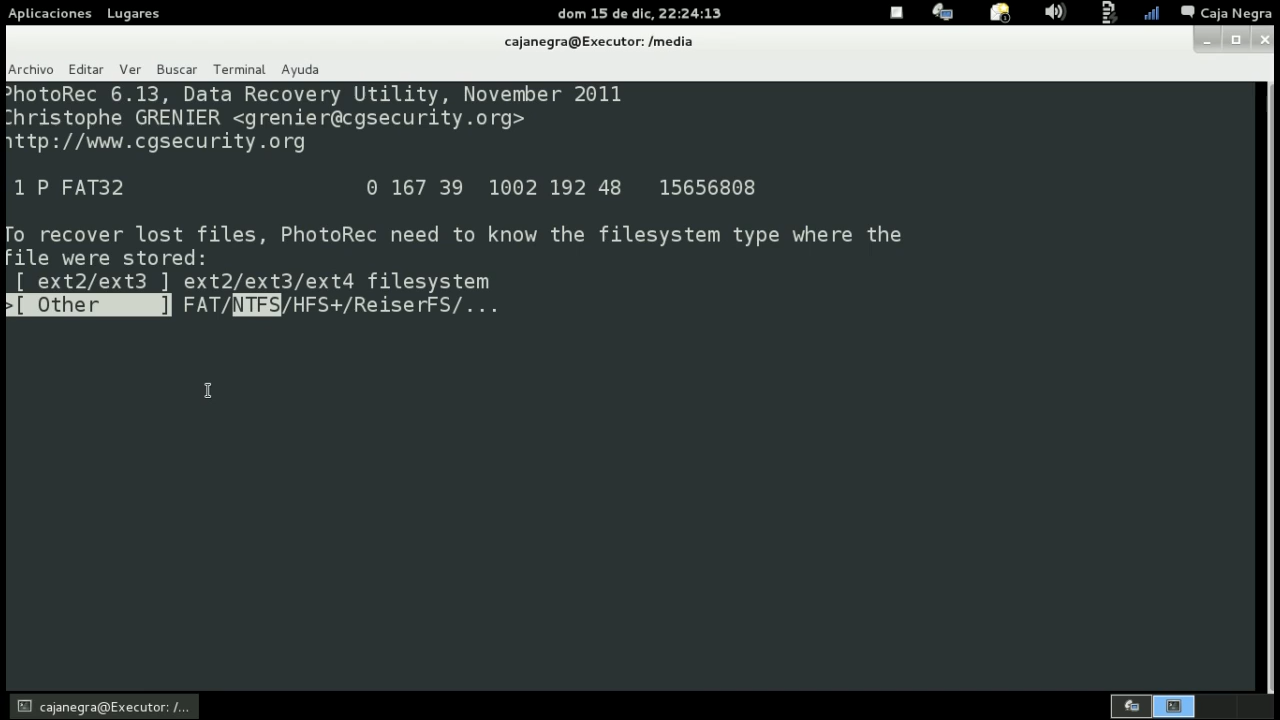 Aplicaciones Lugares dom 15 de dic, 22:24:13 Caja Negra
cajanegra@Executor: /media
Archivo Editar Ver Buscar Terminal Ayuda
PhotoRec 6.13, Data Recovery Utility, November 2011
Christophe GRENIER <grenier@cgsecurity.org>
http://www.cgsecurity.org
1 P FAT32 0 167 39 1002 192 48 15656808
To recover lost files, PhotoRec need to know the filesystem type where the
file were stored:
[ ext2/ext3 ] ext2/ext3/ext4 filesystem
>[ Other ] FAT/NTFS/HFS+/ReiserFS/...
cajanegra@Executor: /...